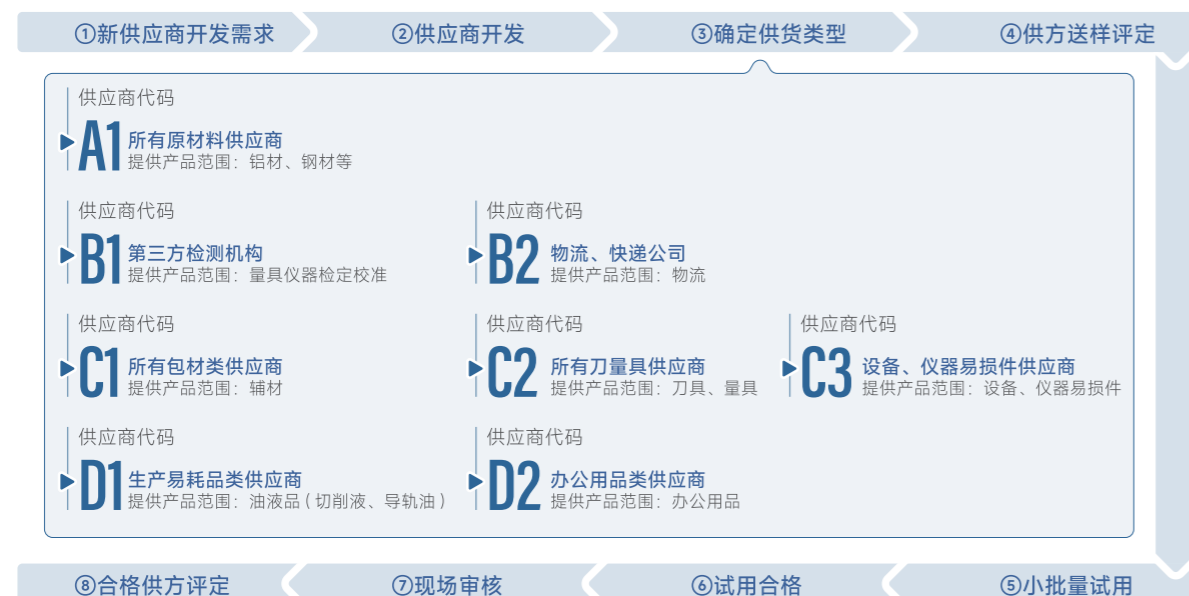 ①新供应商开发需求
②供应商开发
③确定供货类型
④供方送样评定
供应商代码
A1
所有原材料供应商
提供产品范围：铝材、钢材等
供应商代码
B1
第三方检测机构
提供产品范围：量具仪器检定校准
供应商代码
B2
物流、快递公司
提供产品范围：物流
供应商代码
C1
所有包材类供应商
提供产品范围：辅材
供应商代码
C2
所有刀量具供应商
提供产品范围：刀具、量具
供应商代码
C3
设备、仪器易损件供应商
提供产品范围：设备、仪器易损件
供应商代码
D1
生产易耗品类供应商
提供产品范围：油液品（切削液、导轨油）
供应商代码
D2
办公用品类供应商
提供产品范围：办公用品
⑧合格供方评定
⑦现场审核
⑥试用合格
⑤小批量试用